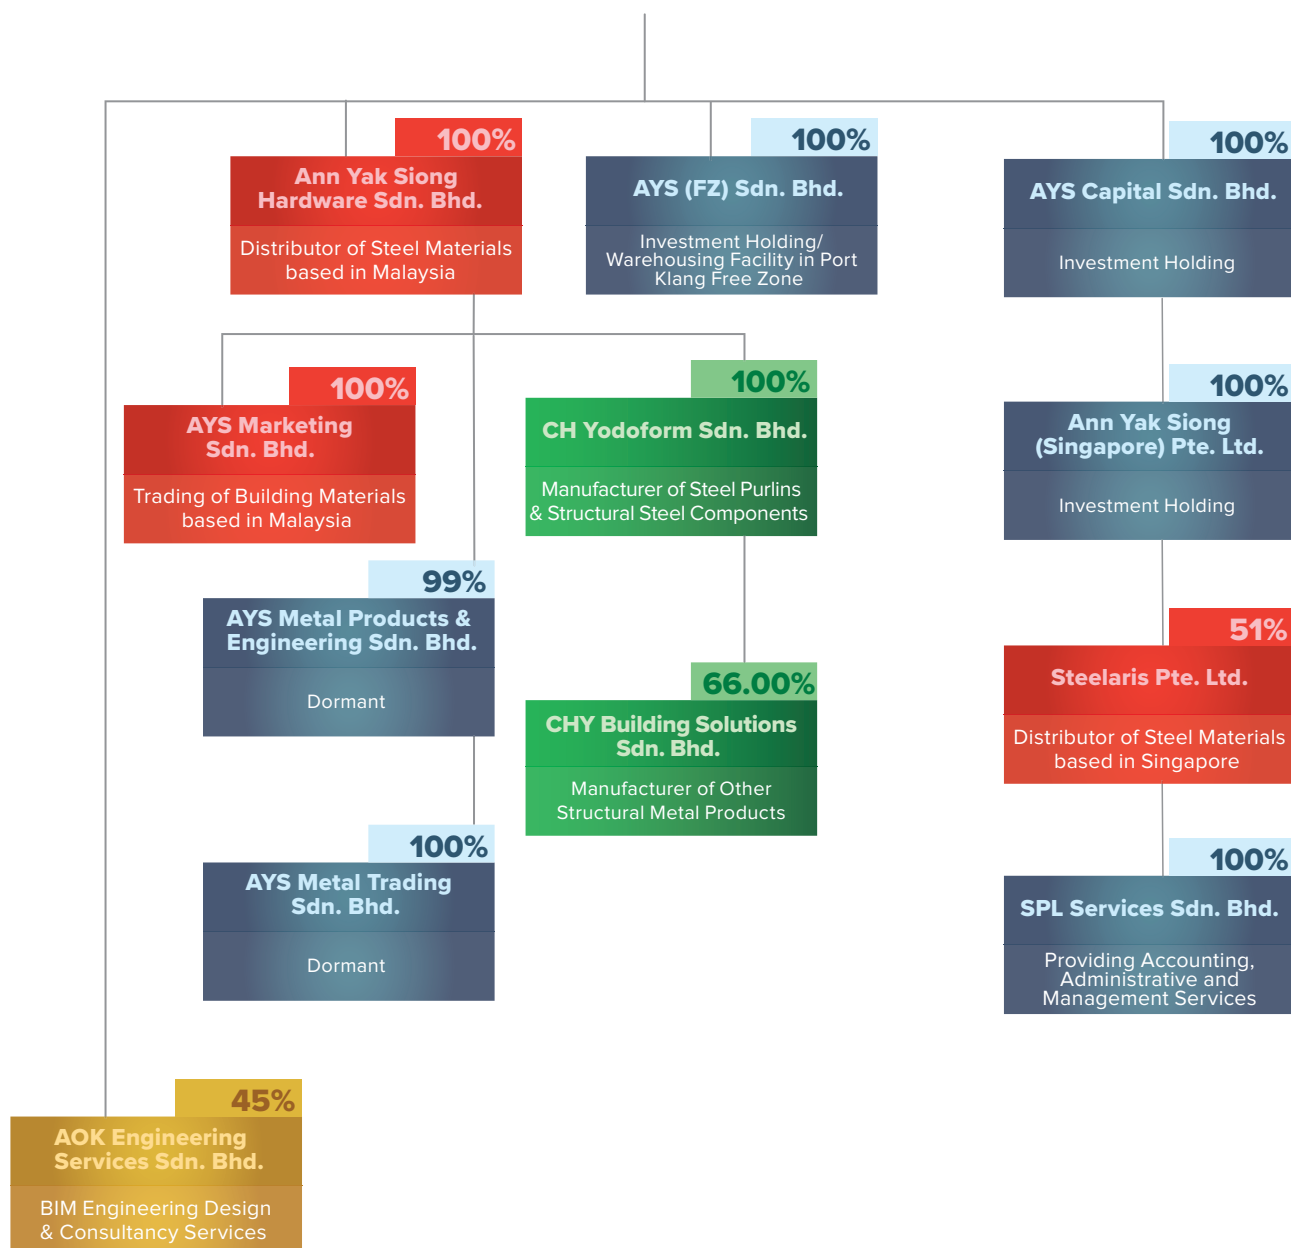 100%
Ann Yak Siong
Hardware Sdn. Bhd.
Distributor of Steel Materials
based in Malaysia
100%
AYS (FZ) Sdn. Bhd.
Investment Holding/
Warehousing Facility in Port
Klang Free Zone
100%
AYS Capital Sdn. Bhd.
Investment Holding
100%
AYS Marketing
Sdn. Bhd.
Trading of Building Materials
based in Malaysia
100%
CH Yodoform Sdn. Bhd.
Manufacturer of Steel Purlins
& Structural Steel Components
100%
Ann Yak Siong
(Singapore) Pte. Ltd.
Investment Holding
99%
AYS Metal Products &
Engineering Sdn. Bhd.
Dormant
66.00%
CHY Building Solutions
Sdn. Bhd.
Manufacturer of Other
Structural Metal Products
51%
Steelaris Pte. Ltd.
Distributor of Steel Materials
based in Singapore
100%
AYS Metal Trading
Sdn. Bhd.
Dormant
100%
SPL Services Sdn. Bhd.
Providing Accounting,
Administrative and
Management Services
45%
AOK Engineering
Services Sdn. Bhd.
BIM Engineering Design
& Consultancy Services